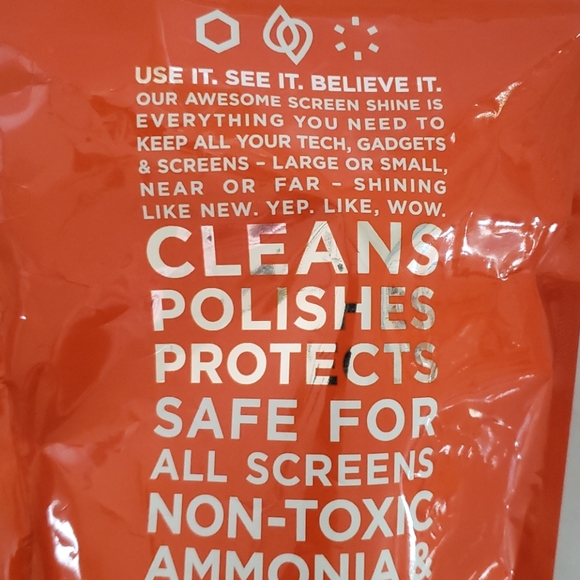 USE IT. SEE IT. BELIEVE IT.
OUR AWESOME SCREEN SHINE IS
EVERYTHING YOU NEED TO
KEEP ALL YOUR TECH, GADGETS
& SCREENS – LARGE OR SMALL,
NEAR OR FAR – SHINING
LIKE NEW. YEP. LIKE, WOW.
CLEANS
POLISHES
PROTECTS
SAFE FOR
ALL SCREENS
NON-TOXIC
AMMONIA &